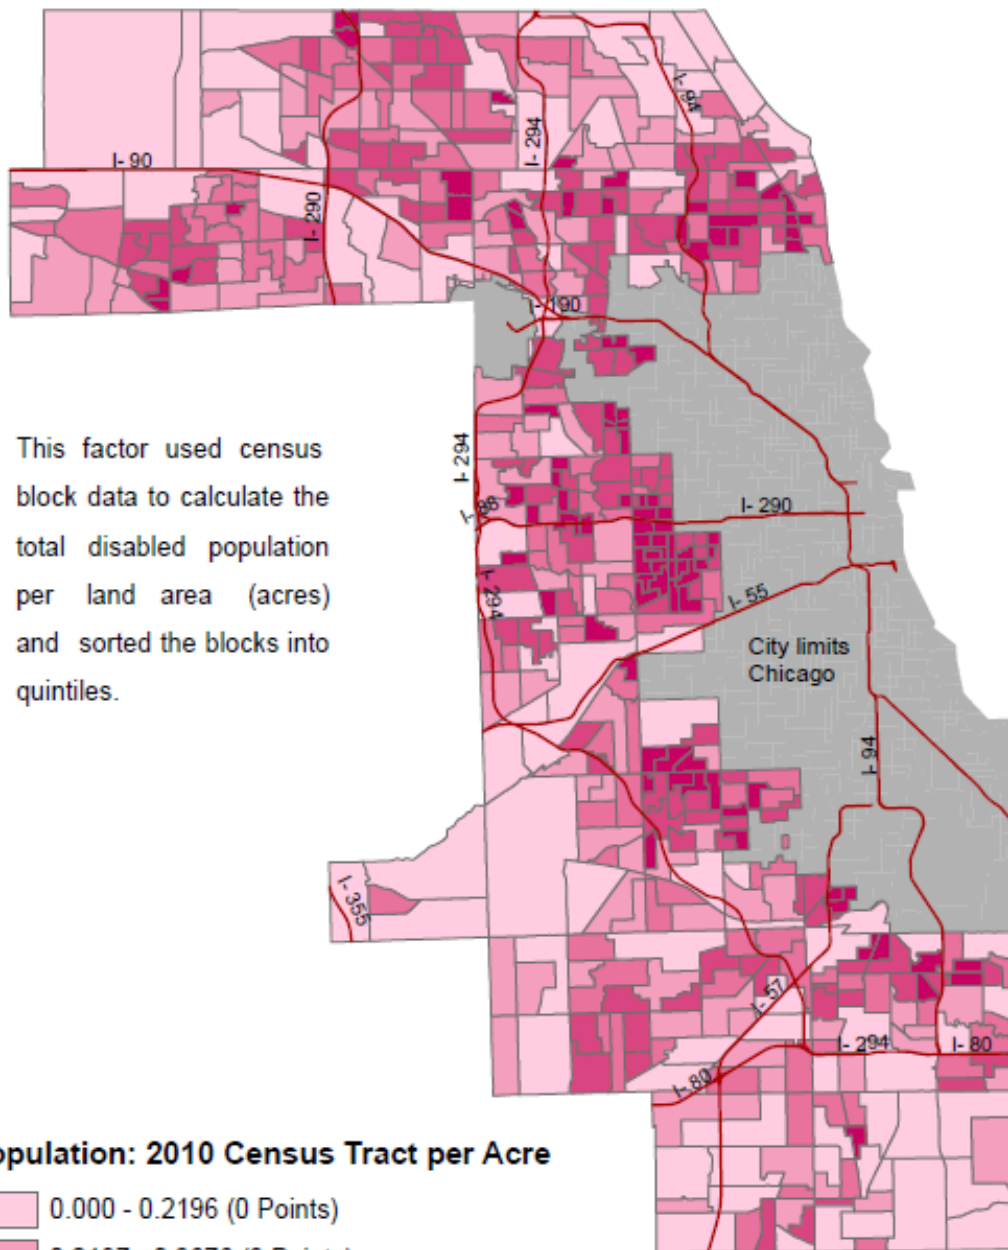 I- 94
I- 294
I- 90
I- 290
I- 190
This factor used census
block data to calculate the
total disabled population
per land area (acres)
and sorted the blocks into
quintiles.
I- 294
I- 88
I- 290
I- 294
I- 55
City limits
Chicago
I- 94
I- 355
I- 57
I- 294
I- 80
I- 80
opulation: 2010 Census Tract per Acre
0.000 - 0.2196 (0 Points)